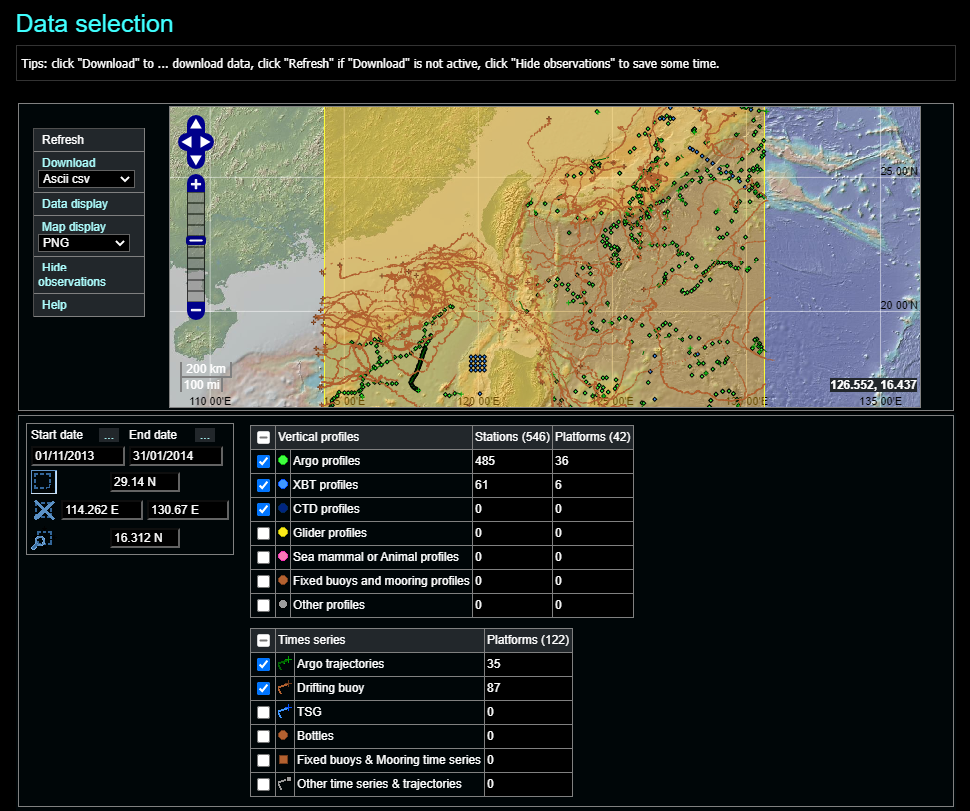 Data selection
Tips: click "Download" to ... download data, click "Refresh" if "Download" is not active, click "Hide observations" to save some time.
Refresh
Download
Ascii csv
Data display
Map display
PNG
Hide
observations
Help
25 00'N
20 00'N
200 km
100 mi
126.552, 16.437
110 00'E
120 00'E
135 00'E
Start date
...
End date
...
01/11/2013
31/01/2014
29.14 N
114.262 E
130.67 E
16.312 N
Vertical profiles Stations (546) Platforms (42)
Argo profiles 485 36
XBT profiles 61 6
CTD profiles 0 0
Glider profiles 0 0
Sea mammal or Animal profiles 0 0
Fixed buoys and mooring profiles 0 0
Other profiles 0 0
Times series Platforms (122)
Argo trajectories 35
Drifting buoy 87
TSG 0
Bottles 0
Fixed buoys & Mooring time series 0
Other time series & trajectories 0